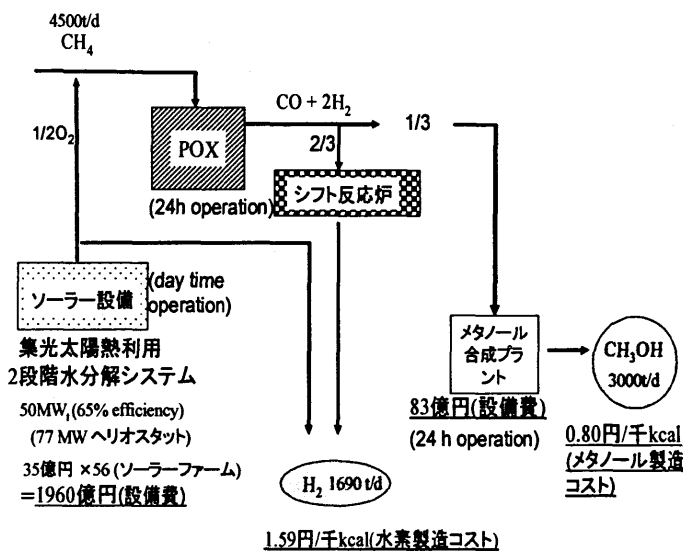 4500t/d
CH₄
1/2O₂
POX
(24h operation)
CO + 2H₂
2/3
1/3
シフト反応炉
ソーラー設備
(day time
operation)
集光太陽熱利用
2段階水分解システム
50MWₜ(65% efficiency)
(77 MW ヘリオスタット)
35億円 ×56 (ソーラーファーム)
=1960億円(設備費)
H₂ 1690 t/d
1.59円/千kcal(水素製造コスト)
メタノール
合成プラ
ント
83億円(設備費)
(24 h operation)
CH₃OH
3000t/d
0.80円/千kcal
(メタノール製造
コスト)